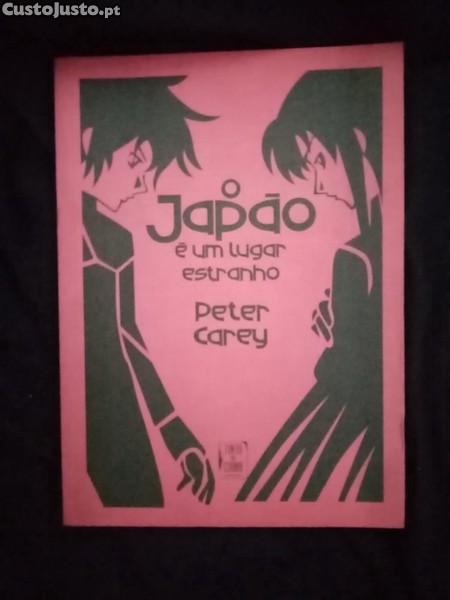 CustoJusto.pt
O
Japão
é um lugar
estranho
Peter
Carey